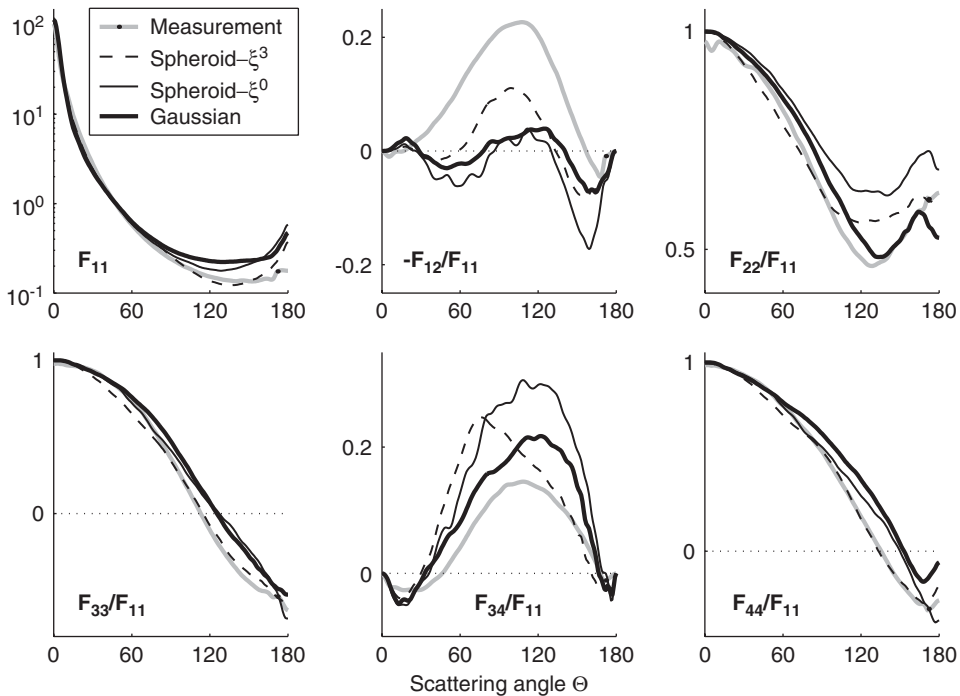 10²
10¹
10⁰
10⁻¹
Measurement
Spheroid–ξ³
Spheroid–ξ⁰
Gaussian
F₁₁
0 60 120 180
0.2
0
-0.2
-F₁₂/F₁₁
0 60 120 180
1
0.5
F₂₂/F₁₁
0 60 120 180
1
0
F₃₃/F₁₁
0 60 120 180
0.2
0
F₃₄/F₁₁
0 60 120 180
Scattering angle Θ
1
0
F₄₄/F₁₁
0 60 120 180